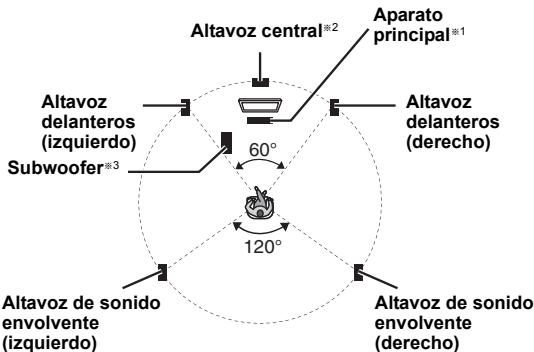 Altavoz central※2
Aparato
principal※1
Altavoz
delanteros
(izquierdo)
Altavoz
delanteros
(derecho)
Subwoofer※3
60°
120°
Altavoz de sonido
envolvente
(izquierdo)
Altavoz de sonido
envolvente
(derecho)